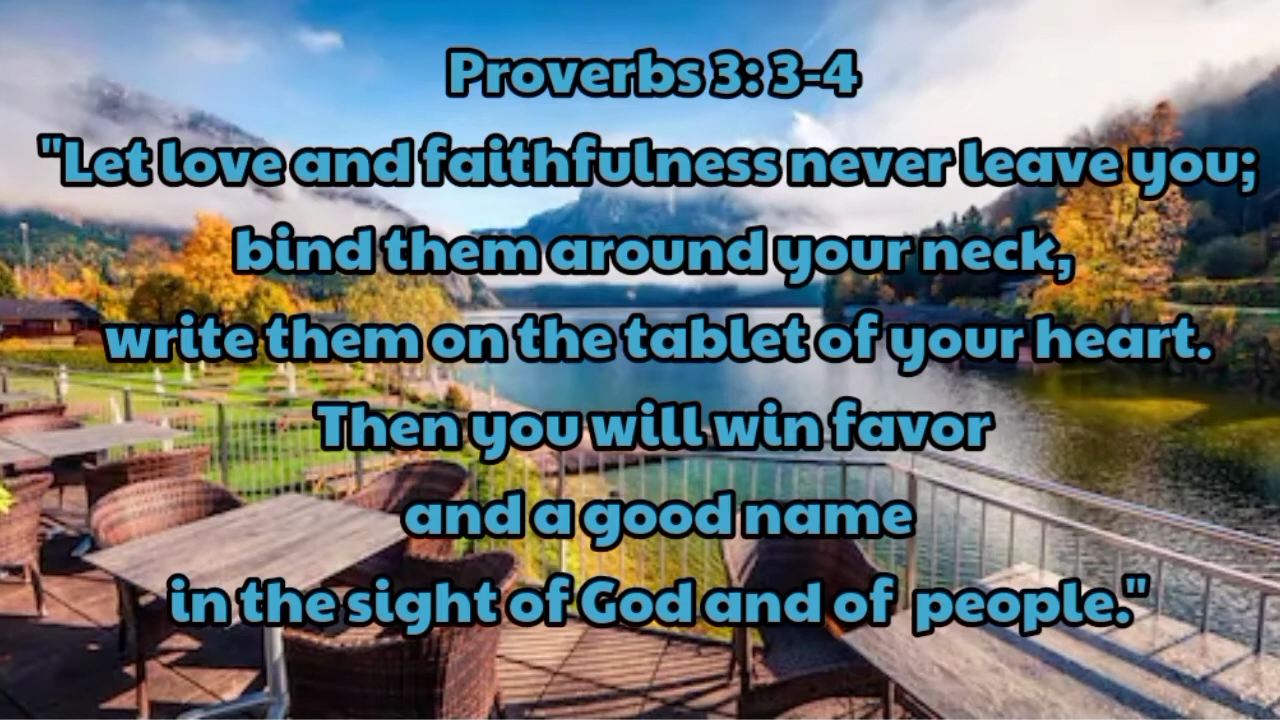 Proverbs 3: 3-4
"Let love and faithfulness never leave you;
bind them around your neck,
write them on the tablet of your heart.
Then you will win favor
and a good name
in the sight of God and of people."